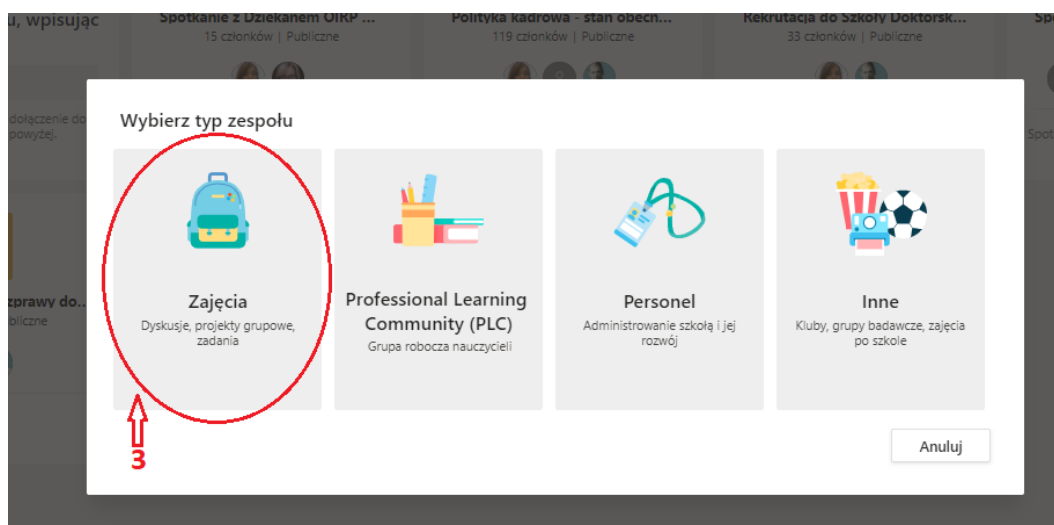 u, wpisując
Spotkanie z Dziekanem OIRP ...
15 członków | Publiczne
Polityka kadrowa - stan obecn...
119 członków | Publiczne
Rekrutacja do Szkoły Doktorsk...
33 członków | Publiczne
Sp
dołączenie do
powyżej.
Spot
zprawy do...
bliczne
Wybierz typ zespołu
Zajęcia
Dyskusje, projekty grupowe,
zadania
Professional Learning
Community (PLC)
Grupa robocza nauczycieli
Personel
Administrowanie szkołą i jej
rozwój
Inne
Kluby, grupy badawcze, zajęcia
po szkole
3
Anuluj